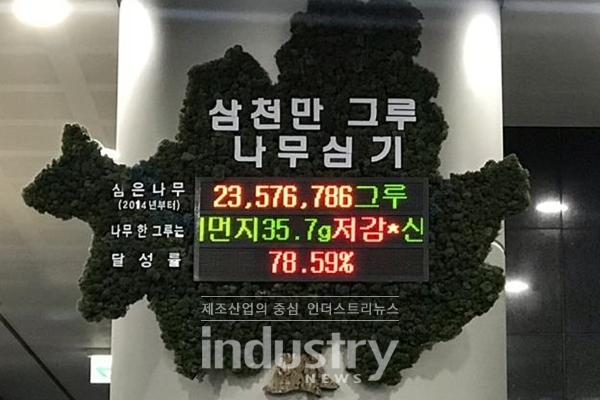 삼천만 그루
나무심기
심은나무
(2014년부터)
23,576,786그루
나무 한 그루는
먼지35.7g저감*신
달성률
78.59%
제조산업의 중심 인더스트리뉴스
industry
NEWS